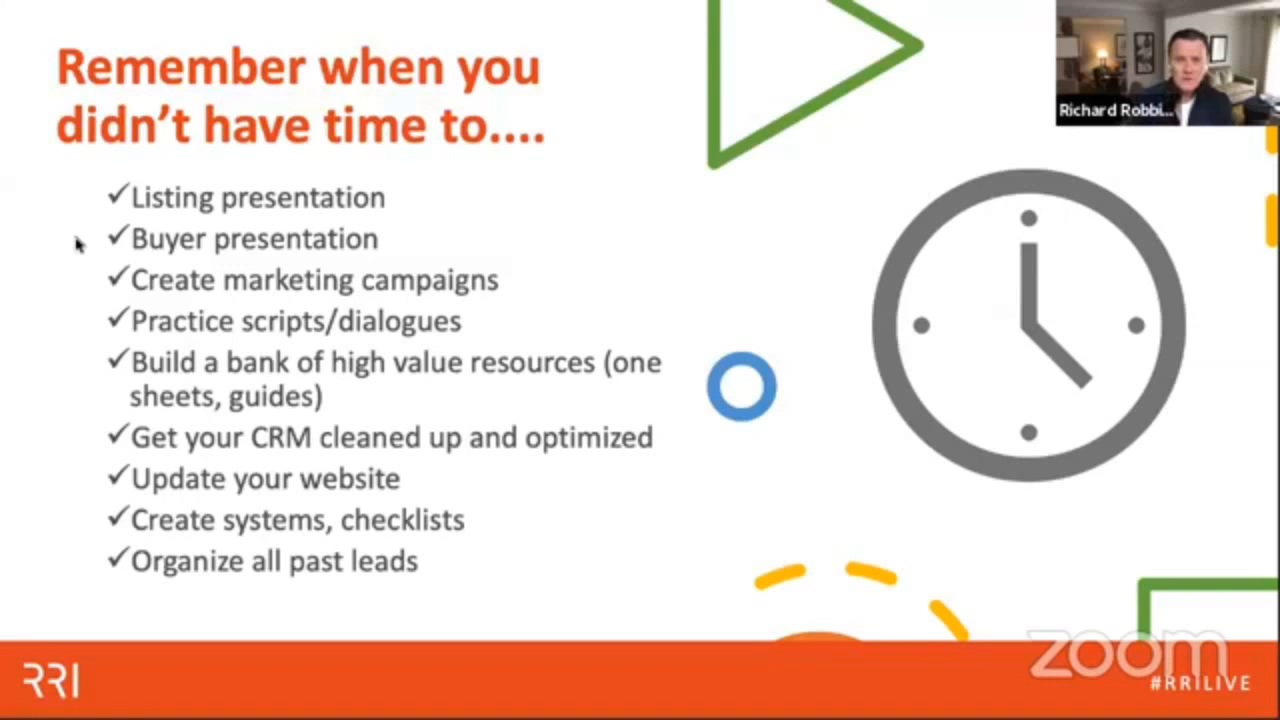 Remember when you
didn’t have time to....
✓Listing presentation
✓Buyer presentation
✓Create marketing campaigns
✓Practice scripts/dialogues
✓Build a bank of high value resources (one
sheets, guides)
✓Get your CRM cleaned up and optimized
✓Update your website
✓Create systems, checklists
✓Organize all past leads
Richard Robbi...
RRI
zoom
#RRILIVE